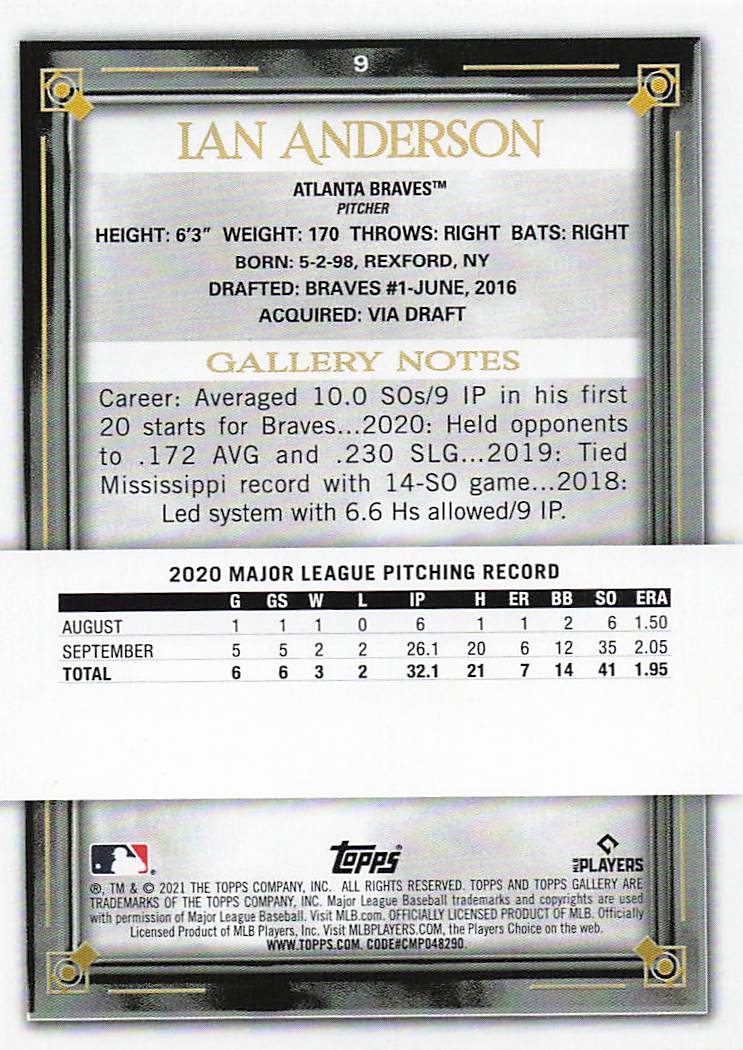 9
IAN ANDERSON
ATLANTA BRAVES™
PITCHER
HEIGHT: 6'3" WEIGHT: 170 THROWS: RIGHT BATS: RIGHT
BORN: 5-2-98, REXFORD, NY
DRAFTED: BRAVES #1-JUNE, 2016
ACQUIRED: VIA DRAFT
GALLERY NOTES
Career: Averaged 10.0 SOs/9 IP in his first
20 starts for Braves...2020: Held opponents
to .172 AVG and .230 SLG...2019: Tied
Mississippi record with 14-SO game...2018:
Led system with 6.6 Hs allowed/9 IP.
2020 MAJOR LEAGUE PITCHING RECORD
G GS W L IP H ER BB SO ERA
AUGUST 1 1 1 0 6 1 1 2 6 1.50
SEPTEMBER 5 5 2 2 26.1 20 6 12 35 2.05
TOTAL 6 6 3 2 32.1 21 7 14 41 1.95
topps® MLB PLAYERS
®, TM & © 2021 THE TOPPS COMPANY, INC. ALL RIGHTS RESERVED. TOPPS AND TOPPS GALLERY ARE
TRADEMARKS OF THE TOPPS COMPANY, INC. Major League Baseball trademarks and copyrights are used
with permission of Major League Baseball. Visit MLB.com. OFFICIALLY LICENSED PRODUCT OF MLB. Officially
Licensed Product of MLB Players, Inc. Visit MLBPLAYERS.COM, the Players Choice on the web.
WWW.TOPPS.COM. CODE#CMP048290